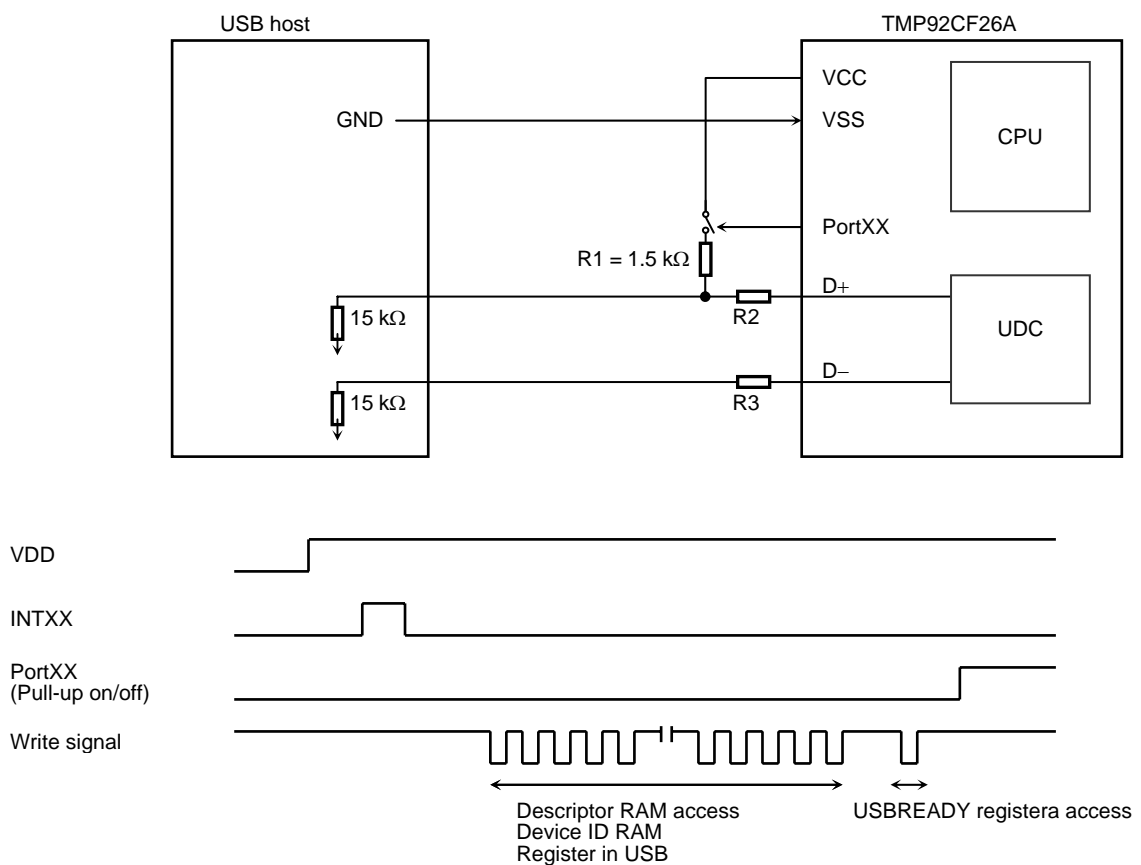 USB host
TMP92CF26A
VCC
GND
VSS
CPU
PortXX
R1 = 1.5 kΩ
D+
15 kΩ
R2
UDC
D−
15 kΩ
R3
VDD
INTXX
PortXX
(Pull-up on/off)
Write signal
Descriptor RAM access
Device ID RAM
Register in USB
USBREADY registera access